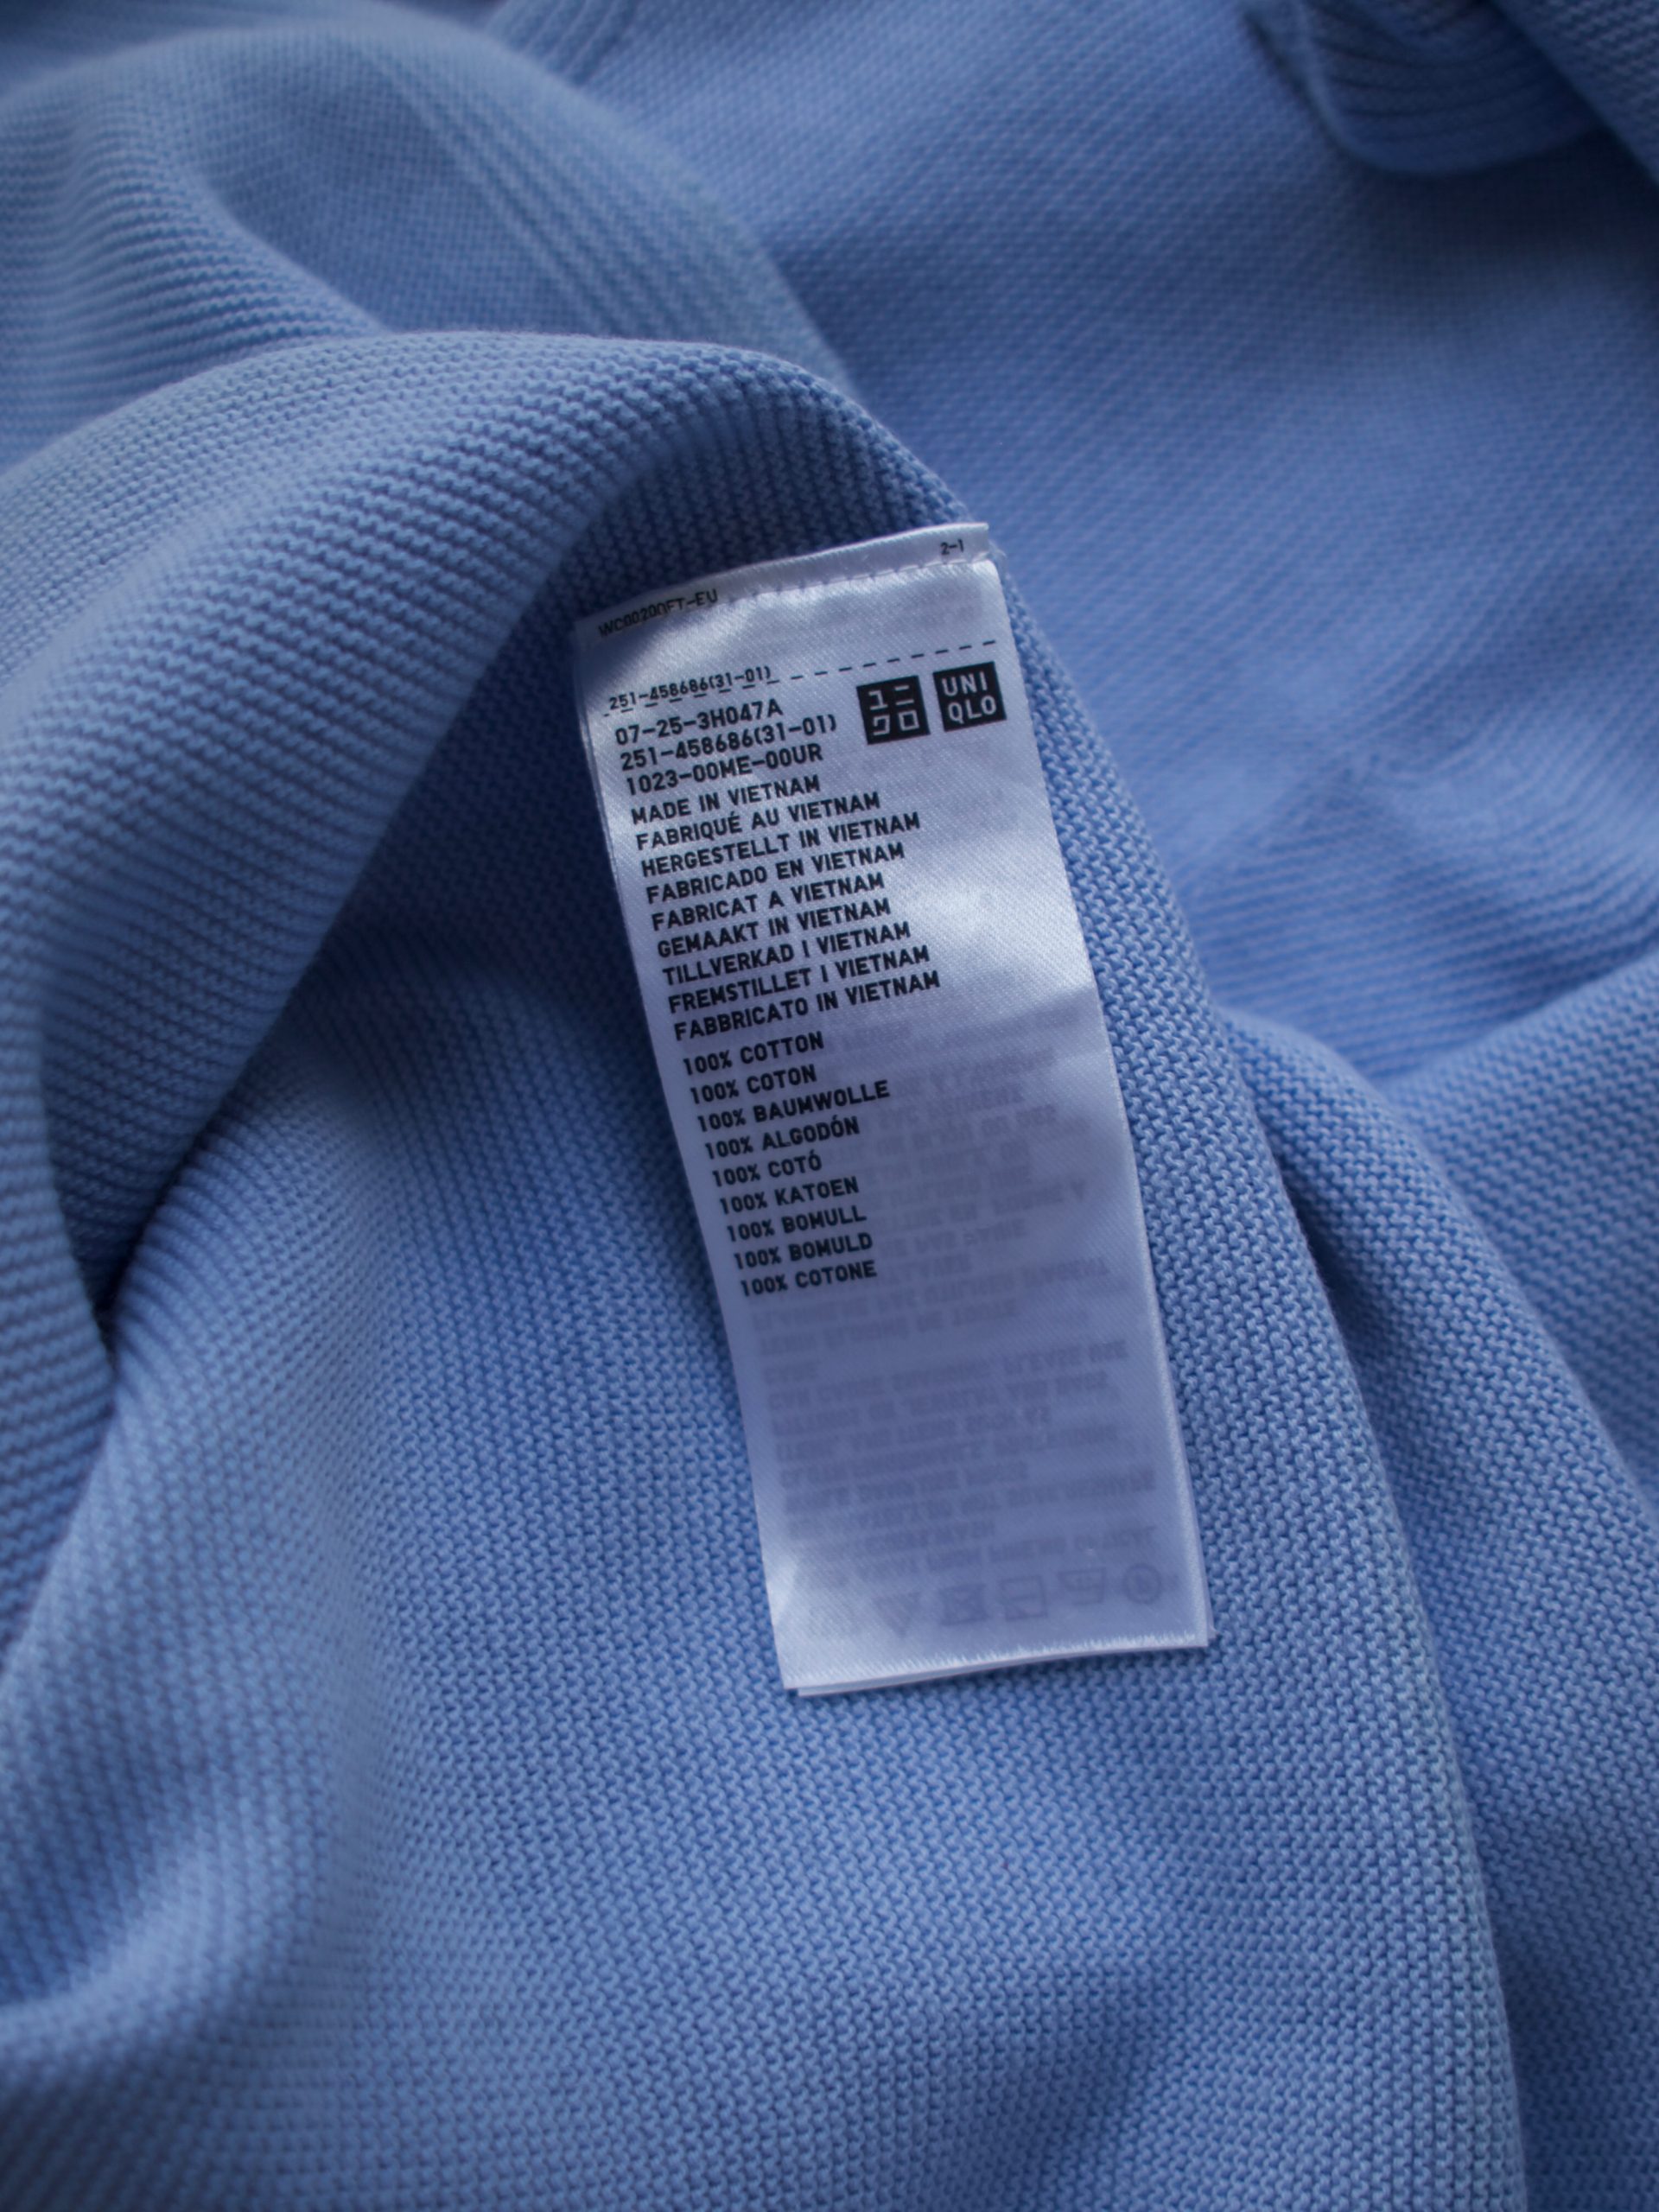 2-1
WC00200FT-EU
251-458686(31-01)
ユニ
クロ
UNI
QLO
07-25-3H047A
251-458686(31-01)
1023-00ME-00UR
MADE IN VIETNAM
FABRIQUÉ AU VIETNAM
HERGESTELLT IN VIETNAM
FABRICADO EN VIETNAM
FABRICAT A VIETNAM
GEMAAKT IN VIETNAM
TILLVERKAD I VIETNAM
FREMSTILLET I VIETNAM
FABBRICATO IN VIETNAM
100% COTTON
100% COTON
100% BAUMWOLLE
100% ALGODÓN
100% COTÓ
100% KATOEN
100% BOMULL
100% BOMULD
100% COTONE